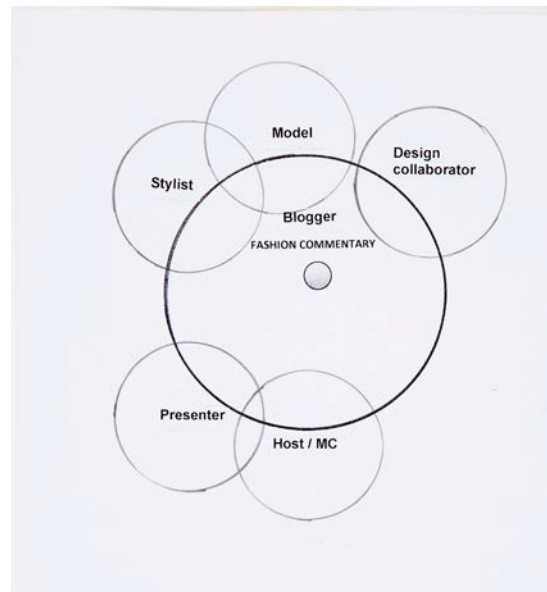 Model
Design
collaborator
Stylist
Blogger
FASHION COMMENTARY
Presenter
Host / MC